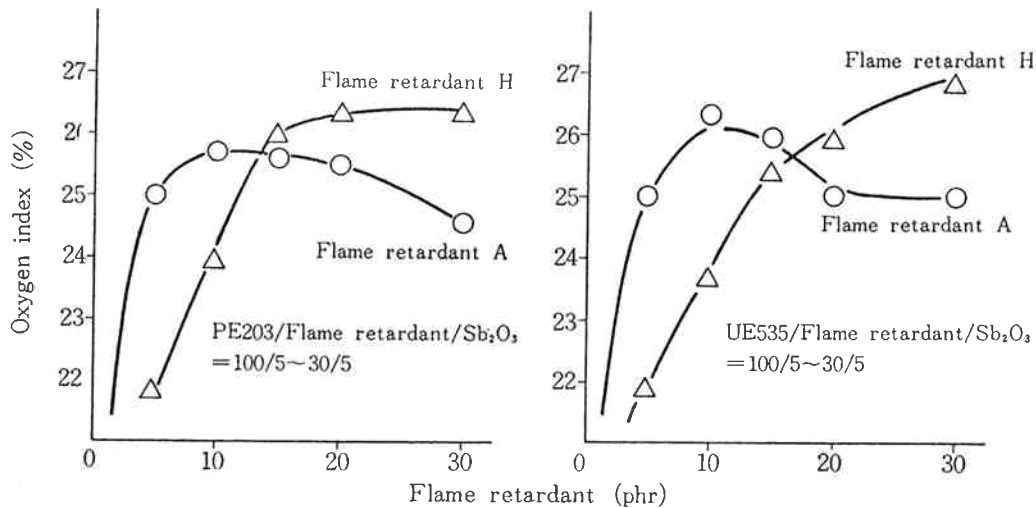 Oxygen index (%)
27
26
25
24
23
22
0
10
20
30
Flame retardant H
Flame retardant A
PE203/Flame retardant/Sb₂O₃
=100/5~30/5
27
26
25
24
23
22
0
10
20
30
Flame retardant H
Flame retardant A
UE535/Flame retardant/Sb₂O₃
=100/5~30/5
Flame retardant (phr)